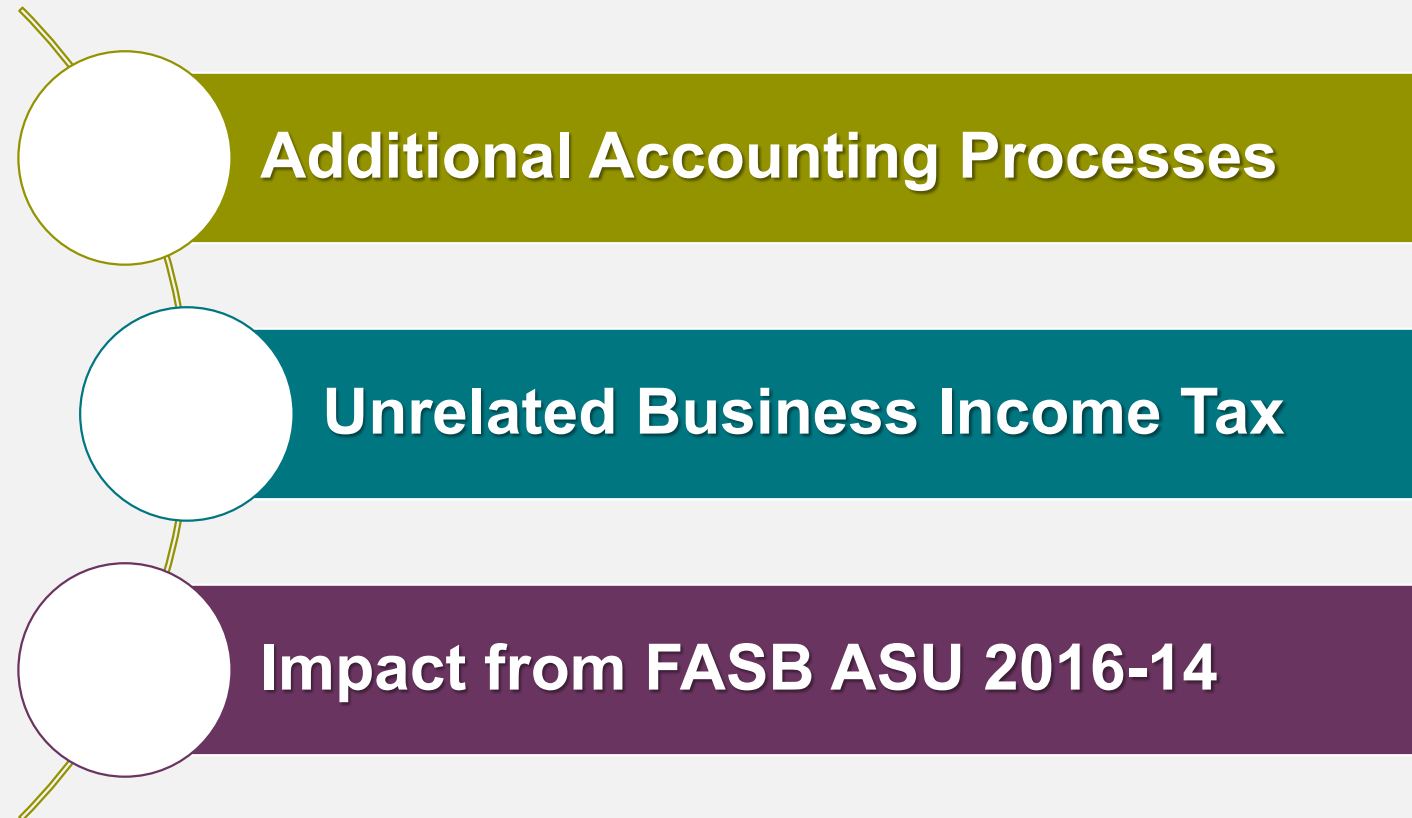 Additional Accounting Processes
Unrelated Business Income Tax
Impact from FASB ASU 2016-14